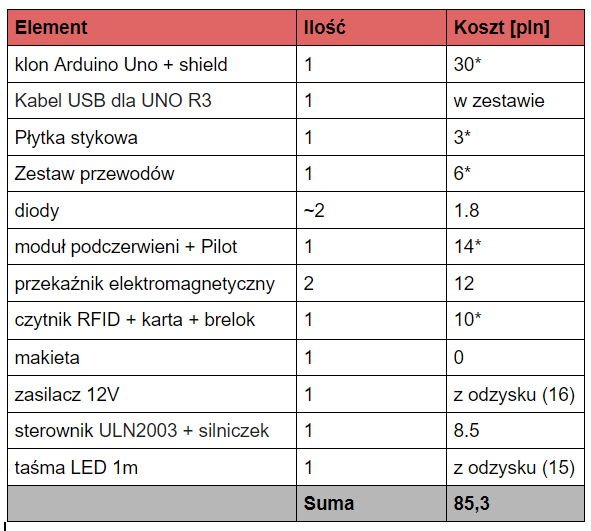 Element Ilość Koszt [pln]
klon Arduino Uno + shield 1 30*
Kabel USB dla UNO R3 1 w zestawie
Płytka stykowa 1 3*
Zestaw przewodów 1 6*
diody ~2 1.8
moduł podczerwieni + Pilot 1 14*
przekaźnik elektromagnetyczny 2 12
czytnik RFID + karta + brelok 1 10*
makieta 1 0
zasilacz 12V 1 z odzysku (16)
sterownik ULN2003 + silniczek 1 8.5
taśma LED 1m 1 z odzysku (15)
Suma 85,3